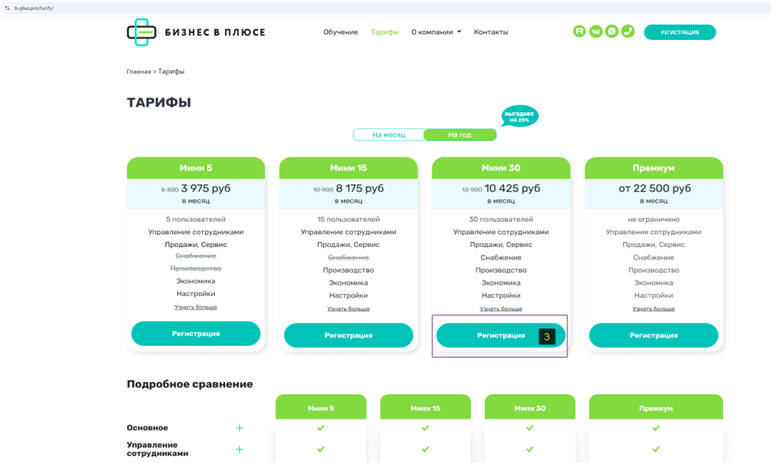 b-plus.pro/tarify/
БИЗНЕС В ПЛЮСЕ
Обучение Тарифы О компании Контакты
РЕГИСТРАЦИЯ
Главная > Тарифы
ТАРИФЫ
На месяц На год
ВЫГОДНЕЕ
НА 25%
Мини 5
5 300 3 975 руб
в месяц
5 пользователей
Управление сотрудниками
Продажи, Сервис
Снабжение
Производство
Экономика
Настройки
Узнать больше
Регистрация
Мини 15
10 900 8 175 руб
в месяц
15 пользователей
Управление сотрудниками
Продажи, Сервис
Снабжение
Производство
Экономика
Настройки
Узнать больше
Регистрация
Мини 30
13 900 10 425 руб
в месяц
30 пользователей
Управление сотрудниками
Продажи, Сервис
Снабжение
Производство
Экономика
Настройки
Узнать больше
Регистрация 3
Премиум
от 22 500 руб
в месяц
не ограничено
Управление сотрудниками
Продажи, Сервис
Снабжение
Производство
Экономика
Настройки
Узнать больше
Регистрация
Подробное сравнение
Мини 5 Мини 15 Мини 30 Премиум
Основное
Управление
сотрудниками